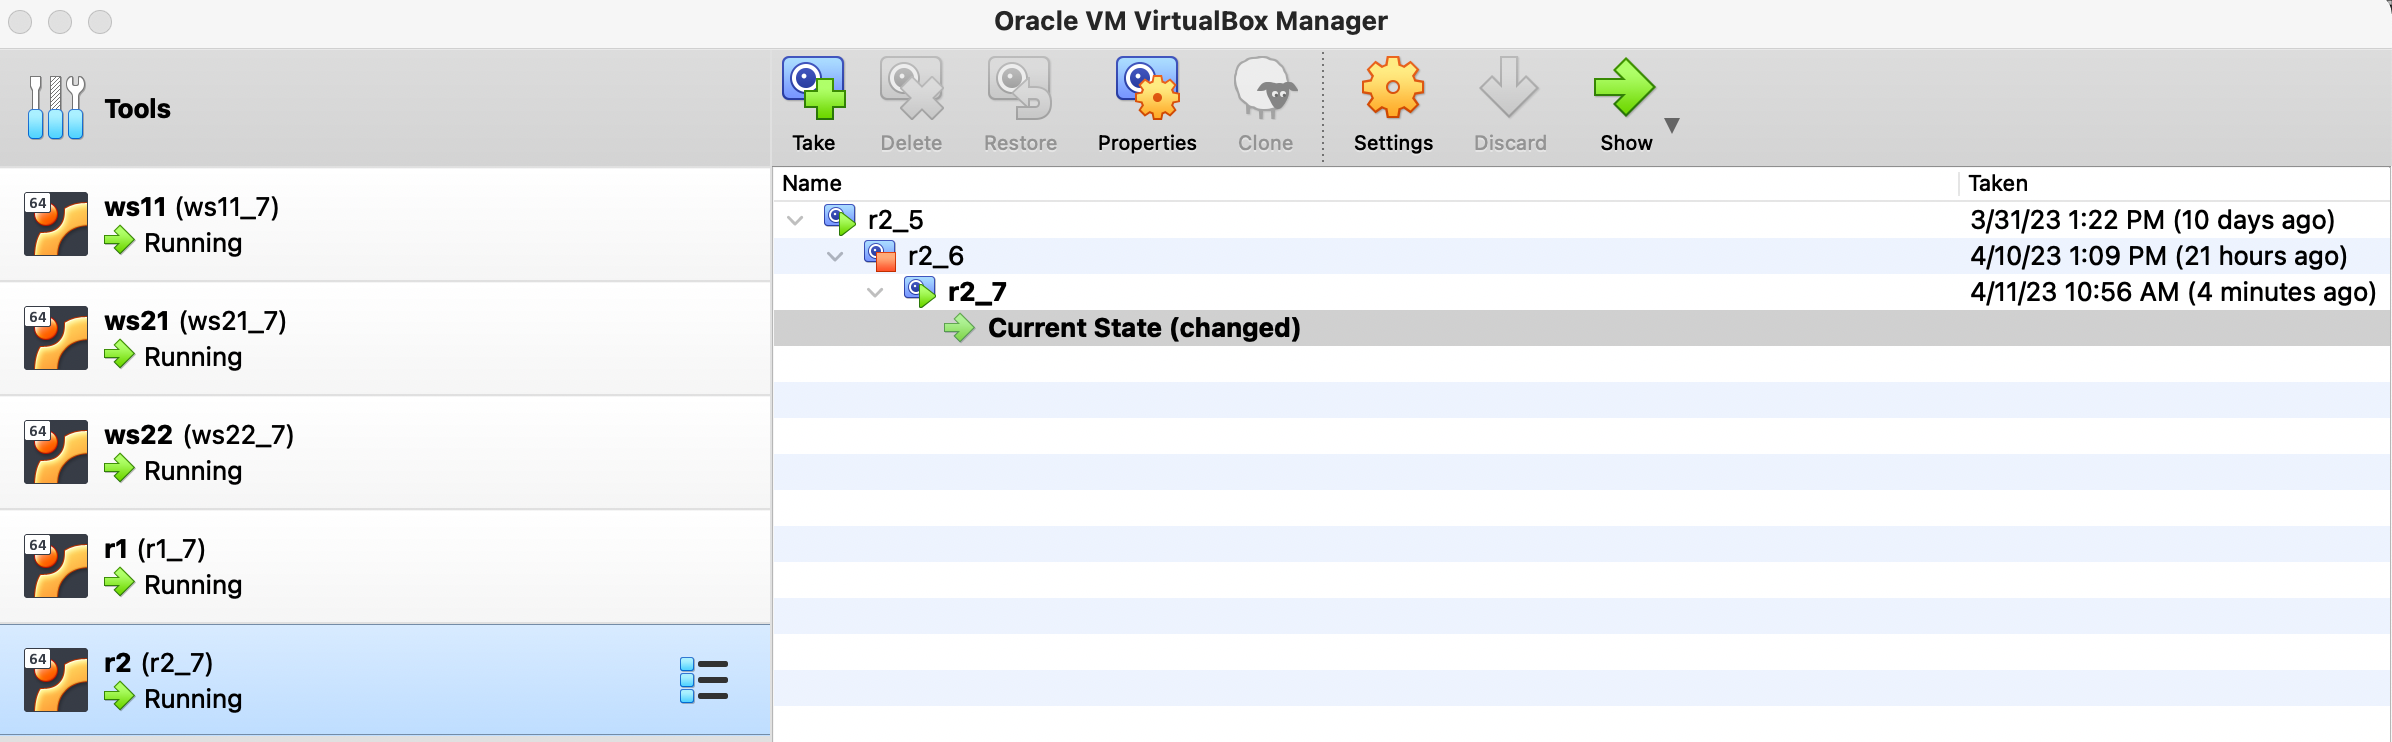 Oracle VM VirtualBox Manager
Tools
Take
Delete
Restore
Properties
Clone
Settings
Discard
Show
64
ws11 (ws11_7)
Running
64
ws21 (ws21_7)
Running
64
ws22 (ws22_7)
Running
64
r1 (r1_7)
Running
64
r2 (r2_7)
Running
Name Taken
r2_5 3/31/23 1:22 PM (10 days ago)
r2_6 4/10/23 1:09 PM (21 hours ago)
r2_7 4/11/23 10:56 AM (4 minutes ago)
Current State (changed)